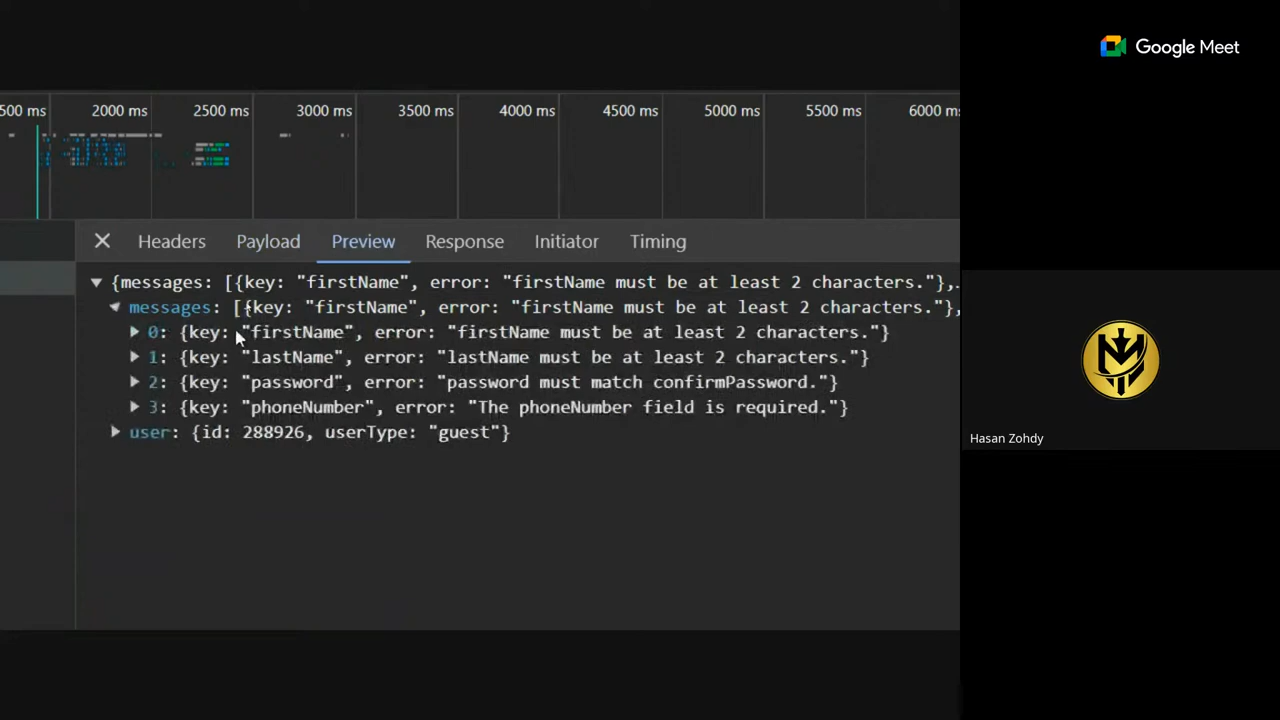 Google Meet
500 ms 2000 ms 2500 ms 3000 ms 3500 ms 4000 ms 4500 ms 5000 ms 5500 ms 6000 ms
Headers Payload Preview Response Initiator Timing
{messages: [{key: "firstName", error: "firstName must be at least 2 characters."},…
messages: [{key: "firstName", error: "firstName must be at least 2 characters."},
0: {key: "firstName", error: "firstName must be at least 2 characters."}
1: {key: "lastName", error: "lastName must be at least 2 characters."}
2: {key: "password", error: "password must match confirmPassword."}
3: {key: "phoneNumber", error: "The phoneNumber field is required."}
user: {id: 288926, userType: "guest"}
Hasan Zohdy